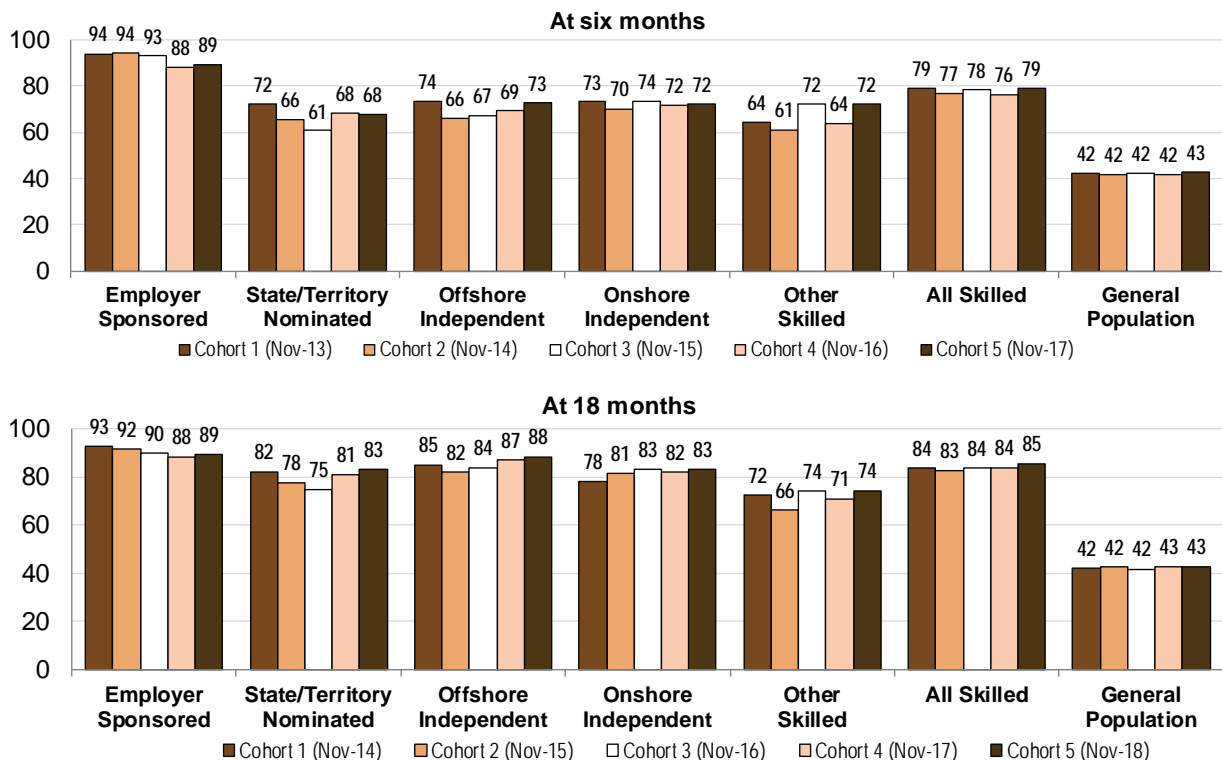 At six months
100
80
60
40
20
0
94 94 93 88 89
72 66 61 68 68
74 66 67 69 73
73 70 74 72 72
64 61 72 64 72
79 77 78 76 79
42 42 42 42 43
Employer Sponsored
State/Territory Nominated
Offshore Independent
Onshore Independent
Other Skilled
All Skilled
General Population
Cohort 1 (Nov-13) Cohort 2 (Nov-14) Cohort 3 (Nov-15) Cohort 4 (Nov-16) Cohort 5 (Nov-17)
At 18 months
100
80
60
40
20
0
93 92 90 88 89
82 78 75 81 83
85 82 84 87 88
78 81 83 82 83
72 66 74 71 74
84 83 84 84 85
42 42 42 43 43
Employer Sponsored
State/Territory Nominated
Offshore Independent
Onshore Independent
Other Skilled
All Skilled
General Population
Cohort 1 (Nov-14) Cohort 2 (Nov-15) Cohort 3 (Nov-16) Cohort 4 (Nov-17) Cohort 5 (Nov-18)